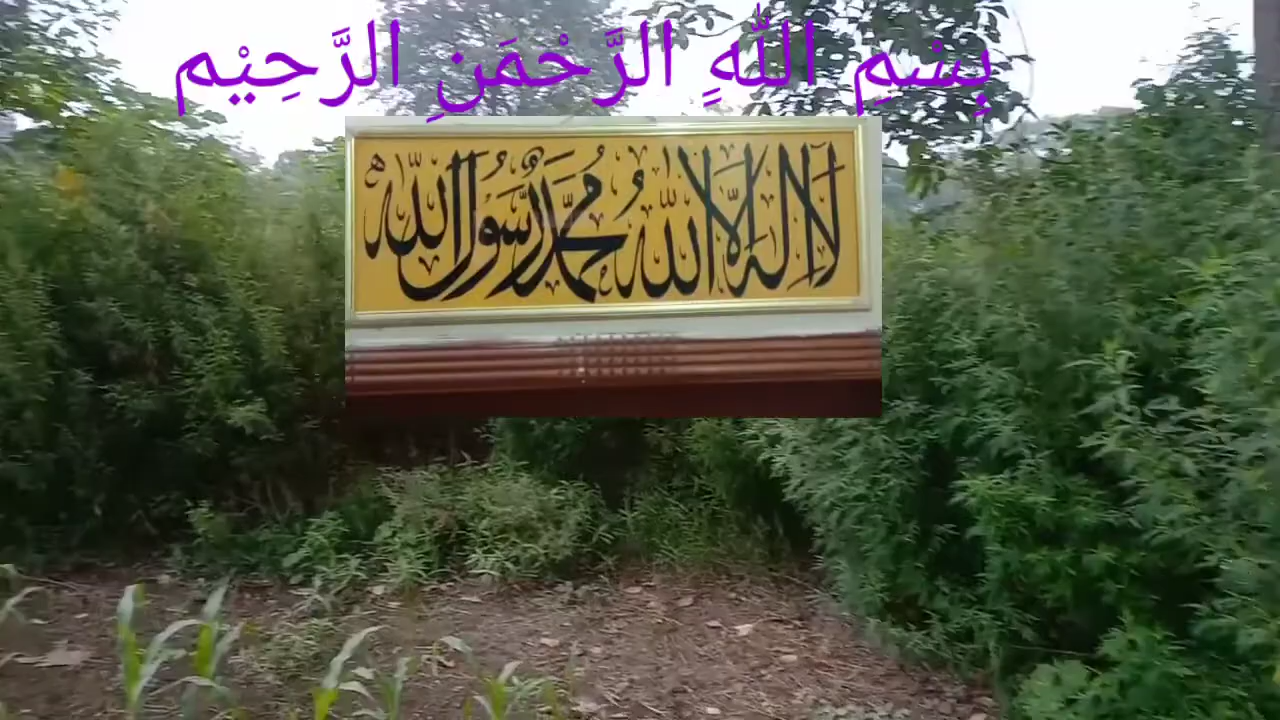 بِسْمِ اللّٰهِ الرَّحْمَنِ الرَّحِيْم
لا اله الا الله محمد رسول الله